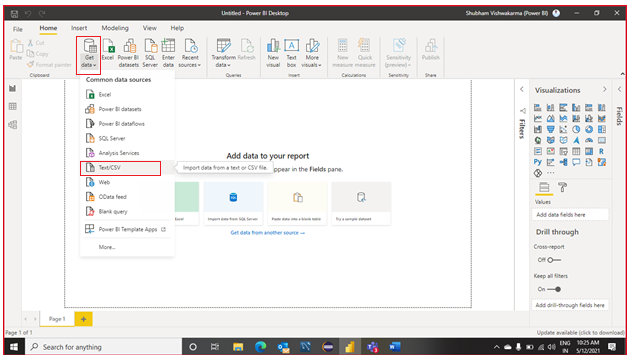 Untitled - Power BI Desktop
Shubham Vishwakarma (Power BI)
File Home Insert Modeling View Help
Paste
Cut
Copy
Format painter
Get data
Excel
Power BI datasets
SQL Server
Enter data
Recent sources
Transform data
Refresh
New visual
Text box
More visuals
New measure
Quick measure
Sensitivity (preview)
Publish
Clipboard
Queries
Insert
Calculations
Sensitivity
Share
Common data sources
Excel
Power BI datasets
Power BI dataflows
SQL Server
Analysis Services
Text/CSV
Import data from a text or CSV file.
Web
OData feed
Blank query
Power BI Template Apps
More...
Add data to your report
appear in the Fields pane.
Excel
Import data from SQL Server
Paste data into a blank table
Try a sample dataset
Get data from another source →
Filters
Visualizations
Fields
Values
Add data fields here
Drill through
Cross-report
Off
Keep all filters
On
Add drill-through fields here
Page 1
Page 1 of 1
Update available (click to download)
Search for anything
ENG
IN
10:25 AM
5/12/2021